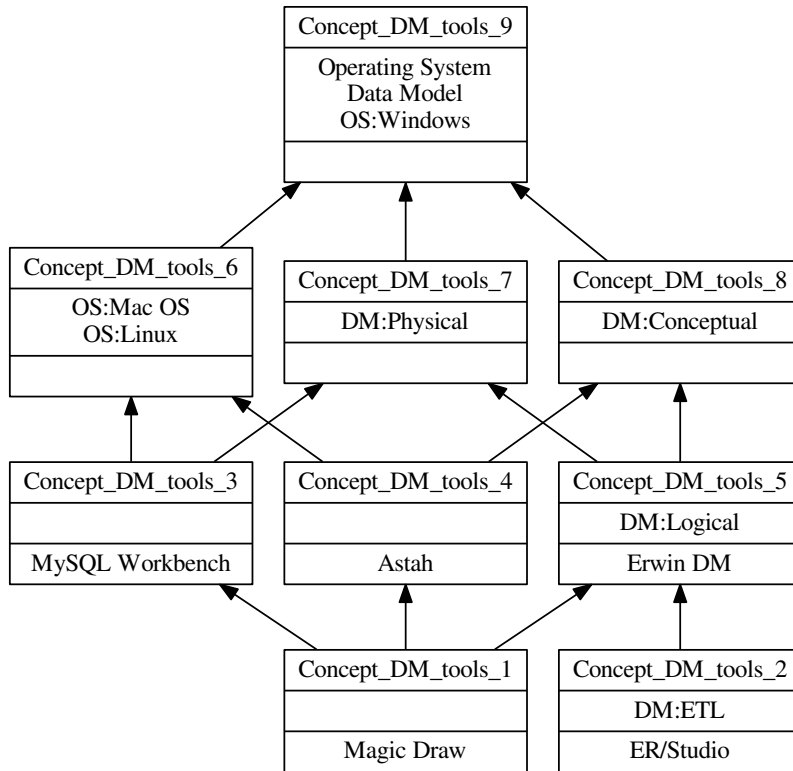 Concept_DM_tools_9
Operating System
Data Model
OS:Windows
Concept_DM_tools_6
OS:Mac OS
OS:Linux
Concept_DM_tools_7
DM:Physical
Concept_DM_tools_8
DM:Conceptual
Concept_DM_tools_3
MySQL Workbench
Concept_DM_tools_4
Astah
Concept_DM_tools_5
DM:Logical
Erwin DM
Concept_DM_tools_1
Magic Draw
Concept_DM_tools_2
DM:ETL
ER/Studio